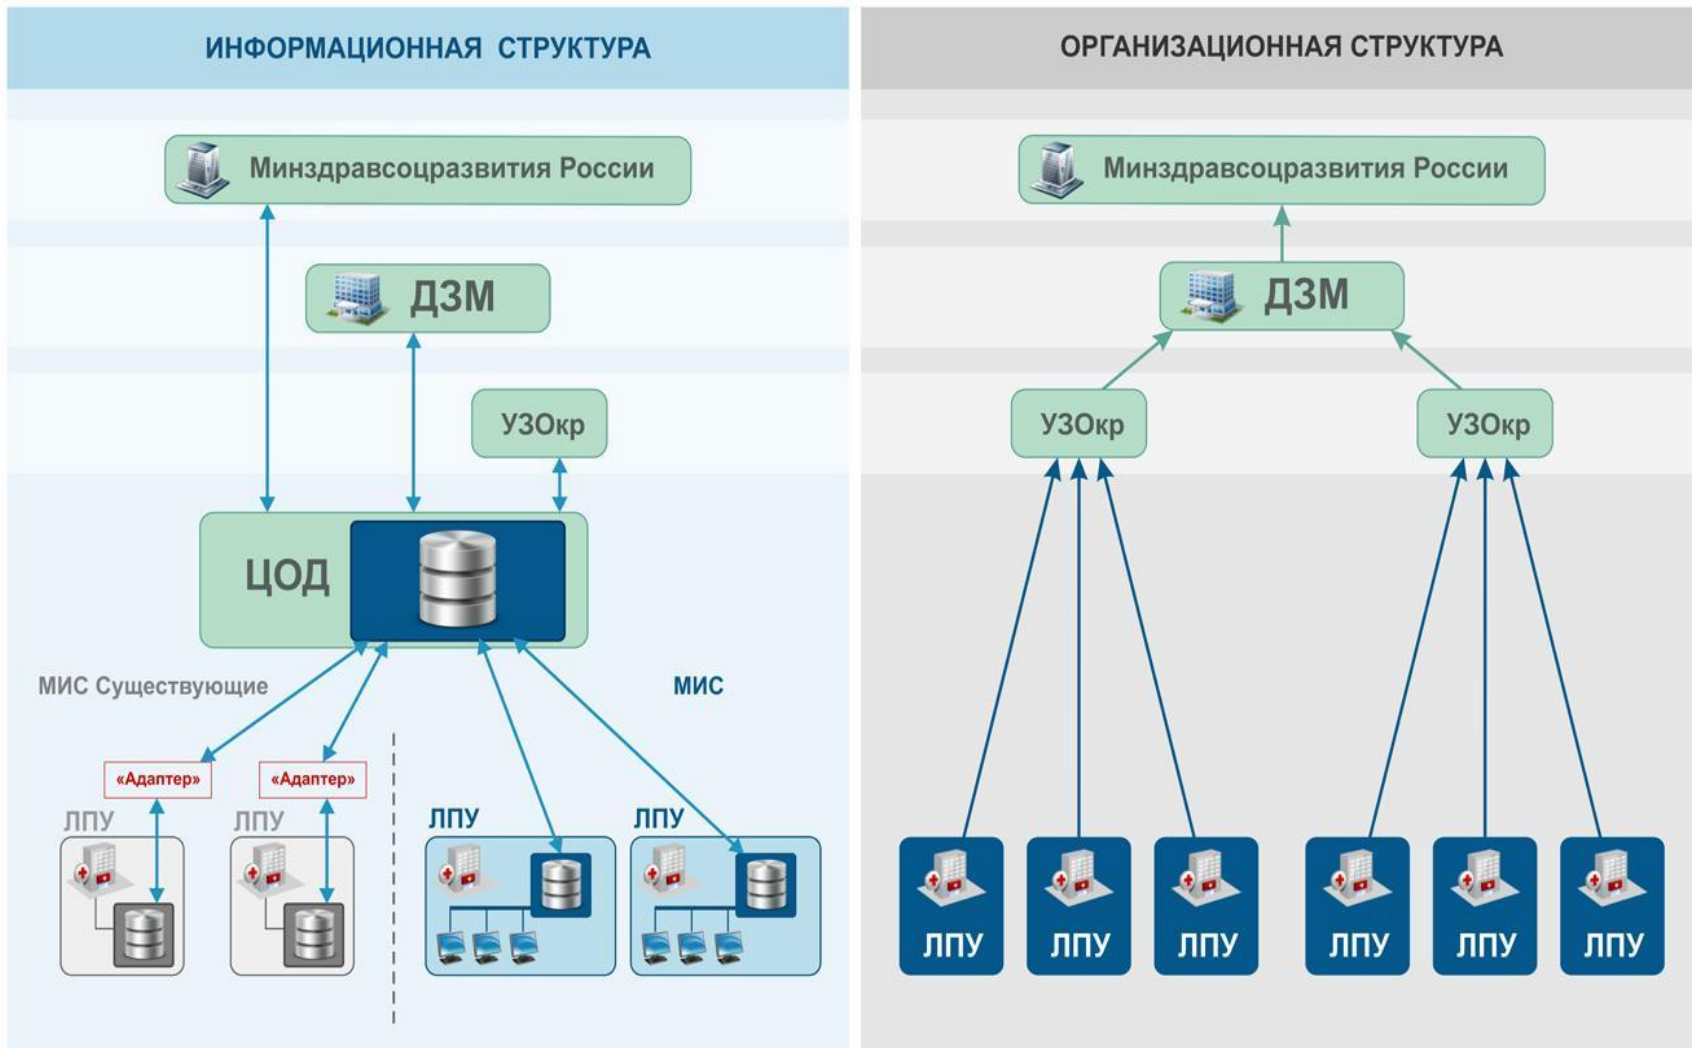 ИНФОРМАЦИОННАЯ СТРУКТУРА
Минздравсоцразвития России
ДЗМ
УЗОкр
ЦОД
МИС Существующие
МИС
«Адаптер»
«Адаптер»
ЛПУ
ЛПУ
ЛПУ
ЛПУ
ОРГАНИЗАЦИОННАЯ СТРУКТУРА
Минздравсоцразвития России
ДЗМ
УЗОкр
УЗОкр
ЛПУ
ЛПУ
ЛПУ
ЛПУ
ЛПУ
ЛПУ